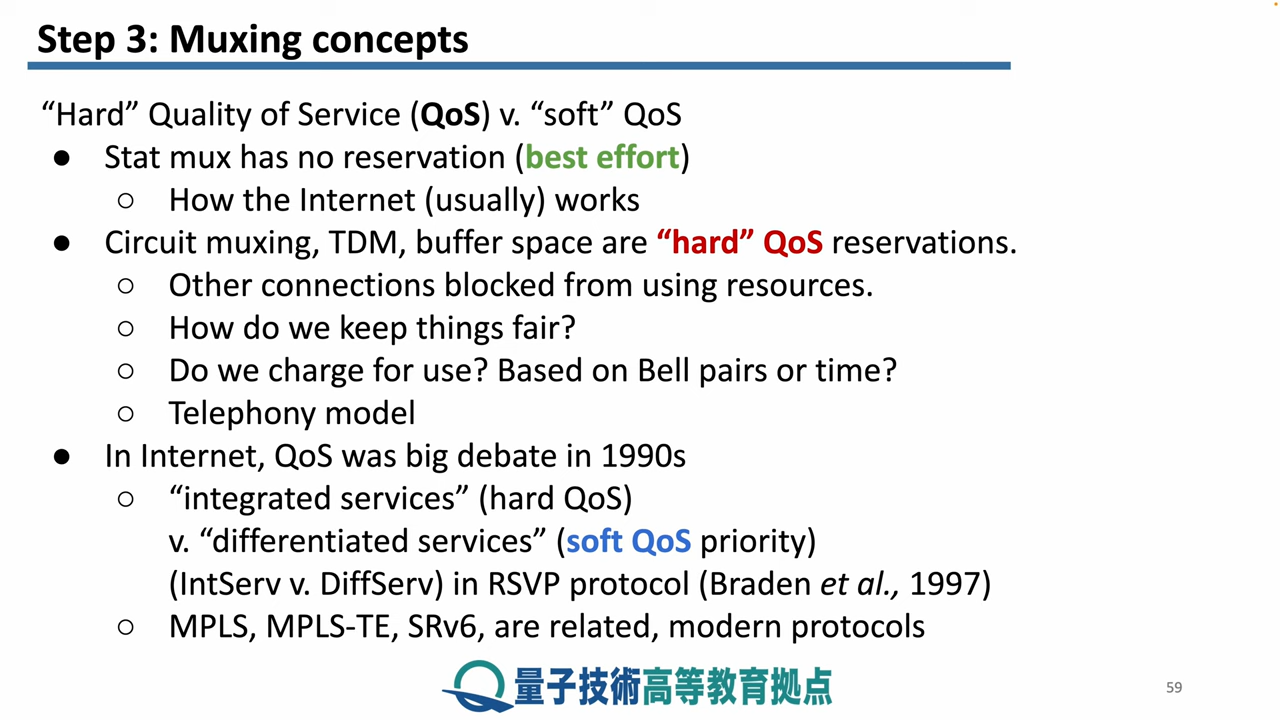 Step 3: Muxing concepts
“Hard” Quality of Service (QoS) v. “soft” QoS
● Stat mux has no reservation (best effort)
○ How the Internet (usually) works
● Circuit muxing, TDM, buffer space are “hard” QoS reservations.
○ Other connections blocked from using resources.
○ How do we keep things fair?
○ Do we charge for use? Based on Bell pairs or time?
○ Telephony model
● In Internet, QoS was big debate in 1990s
○ “integrated services” (hard QoS)
v. “differentiated services” (soft QoS priority)
(IntServ v. DiffServ) in RSVP protocol (Braden et al., 1997)
○ MPLS, MPLS-TE, SRv6, are related, modern protocols
量子技術高等教育拠点
59